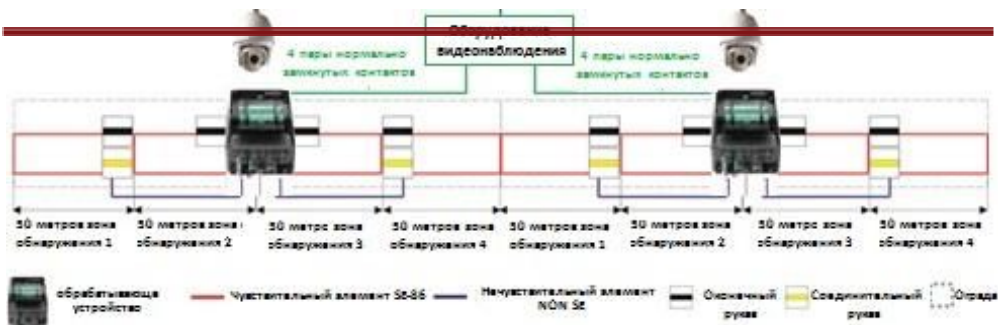 Оборудование
видеонаблюдения
4 пары нормально
замкнутых контактов
4 пары нормально
замкнутых контактов
50 метров зона
обнаружения 1
50 метров зона
обнаружения 2
50 метро зона
обнаружения 3
50 метров зона
обнаружения 4
50 метров зона
обнаружения 1
50 метров зона
обнаружения 2
50 метров зона
обнаружения 3
50 метров зона
обнаружения 4
обрабатывающа
устройство
Чувствительный элемент SE-86
Нечувствительный элемент
NON SE
Оконечный
рукав
Соединительный
рукав
Ограда